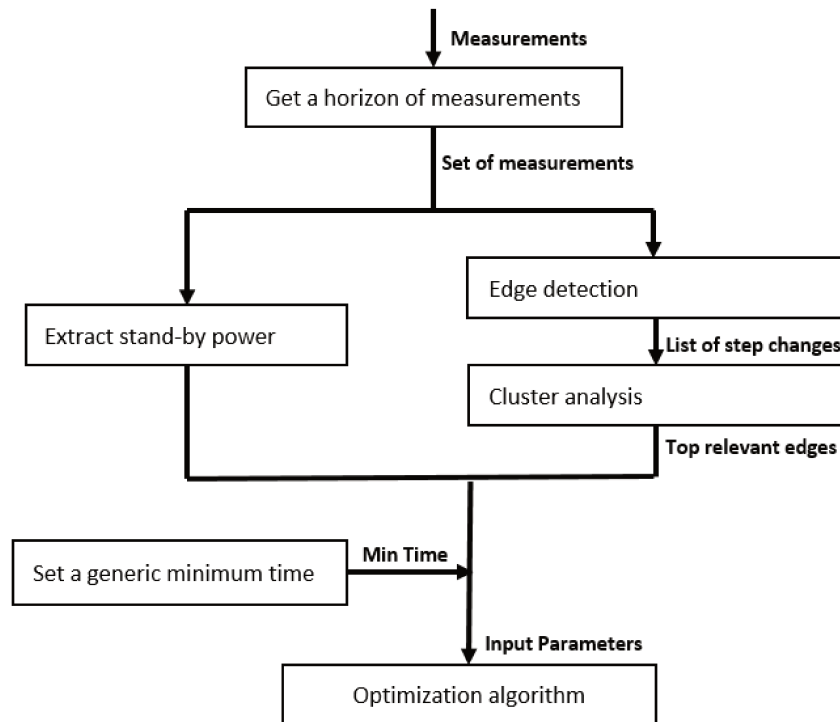 Measurements
Get a horizon of measurements
Set of measurements
Edge detection
Extract stand-by power
List of step changes
Cluster analysis
Top relevant edges
Min Time
Set a generic minimum time
Input Parameters
Optimization algorithm